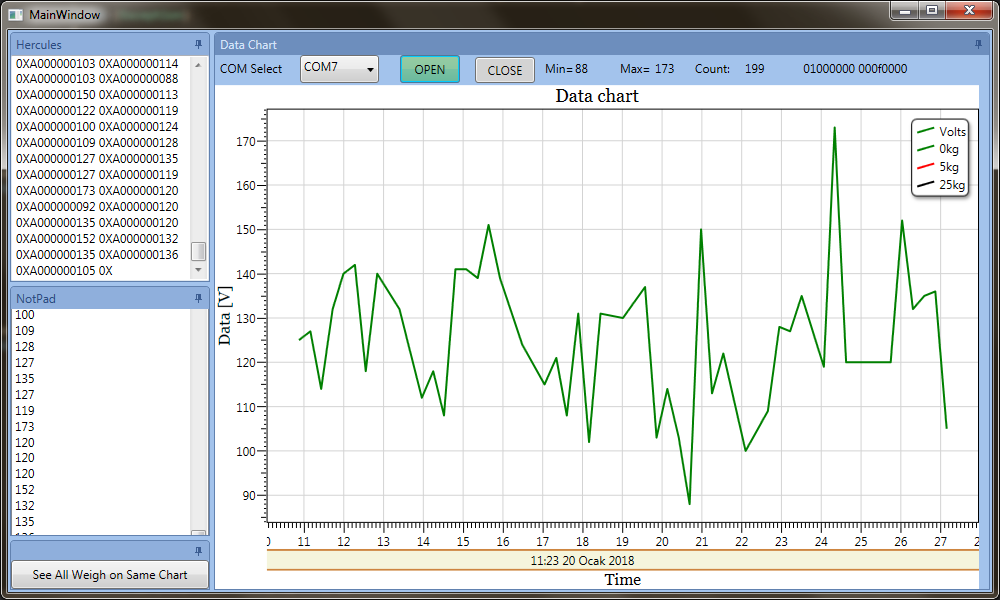 MainWindow
Hercules
0XA000000103 0XA000000114
0XA000000103 0XA000000088
0XA000000150 0XA000000113
0XA000000122 0XA000000119
0XA000000100 0XA000000124
0XA000000109 0XA000000128
0XA000000127 0XA000000135
0XA000000127 0XA000000119
0XA000000173 0XA000000120
0XA000000092 0XA000000120
0XA000000135 0XA000000120
0XA000000152 0XA000000132
0XA000000135 0XA000000136
0XA000000105 0X
NotPad
100
109
128
127
135
127
119
173
120
120
120
152
132
135
See All Weigh on Same Chart
Data Chart
COM Select COM7 OPEN CLOSE Min= 88 Max= 173 Count: 199 01000000 000f0000
Data chart
Volts
0kg
5kg
25kg
Data [V]
170
160
150
140
130
120
110
100
90
11 12 13 14 15 16 17 18 19 20 21 22 23 24 25 26 27
11:23 20 Ocak 2018
Time